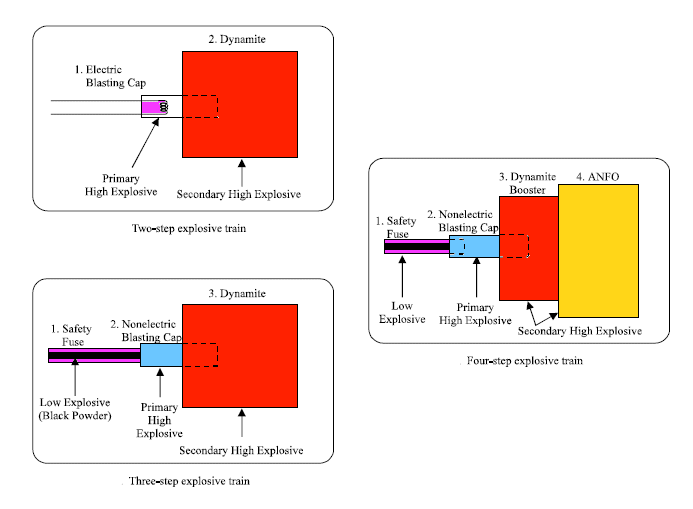 2. Dynamite
1. Electric
Blasting Cap
Primary
High Explosive
Secondary High Explosive
Two-step explosive train
3. Dynamite
1. Safety
Fuse
2. Nonelectric
Blasting Cap
Low Explosive
(Black Powder)
Primary
High
Explosive
Secondary High Explosive
Three-step explosive train
3. Dynamite
Booster
4. ANFO
1. Safety
Fuse
2. Nonelectric
Blasting Cap
Low
Explosive
Primary
High Explosive
Secondary High Explosive
Four-step explosive train